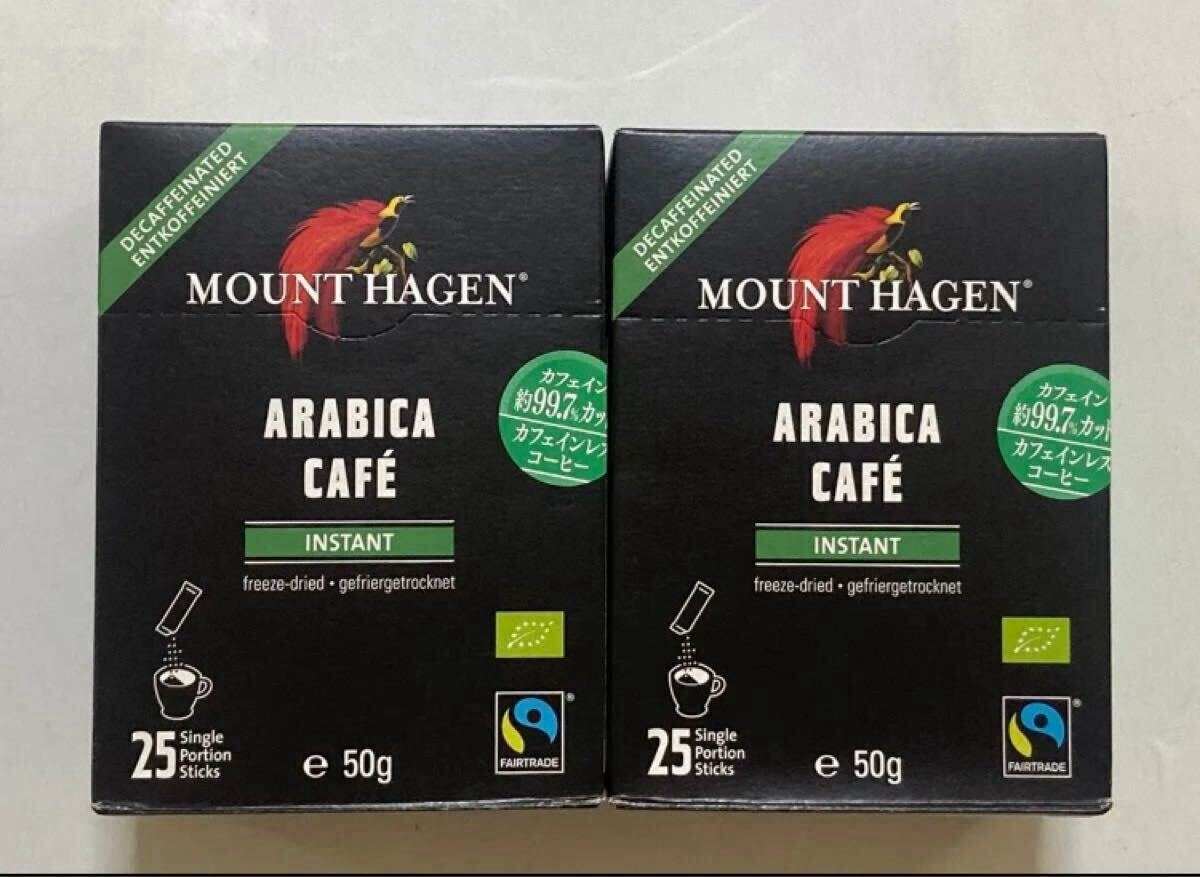 DECAFFEINATED
ENTKOFFEINIERT
MOUNT HAGEN®
ARABICA
CAFÉ
カフェイン
約99.7%カット
カフェインレス
コーヒー
INSTANT
freeze-dried • gefriergetrocknet
25 Single
Portion
Sticks
℮ 50g
®
FAIRTRADE
DECAFFEINATED
ENTKOFFEINIERT
MOUNT HAGEN®
ARABICA
CAFÉ
カフェイン
約99.7%カット
カフェインレス
コーヒー
INSTANT
freeze-dried • gefriergetrocknet
25 Single
Portion
Sticks
℮ 50g
®
FAIRTRADE